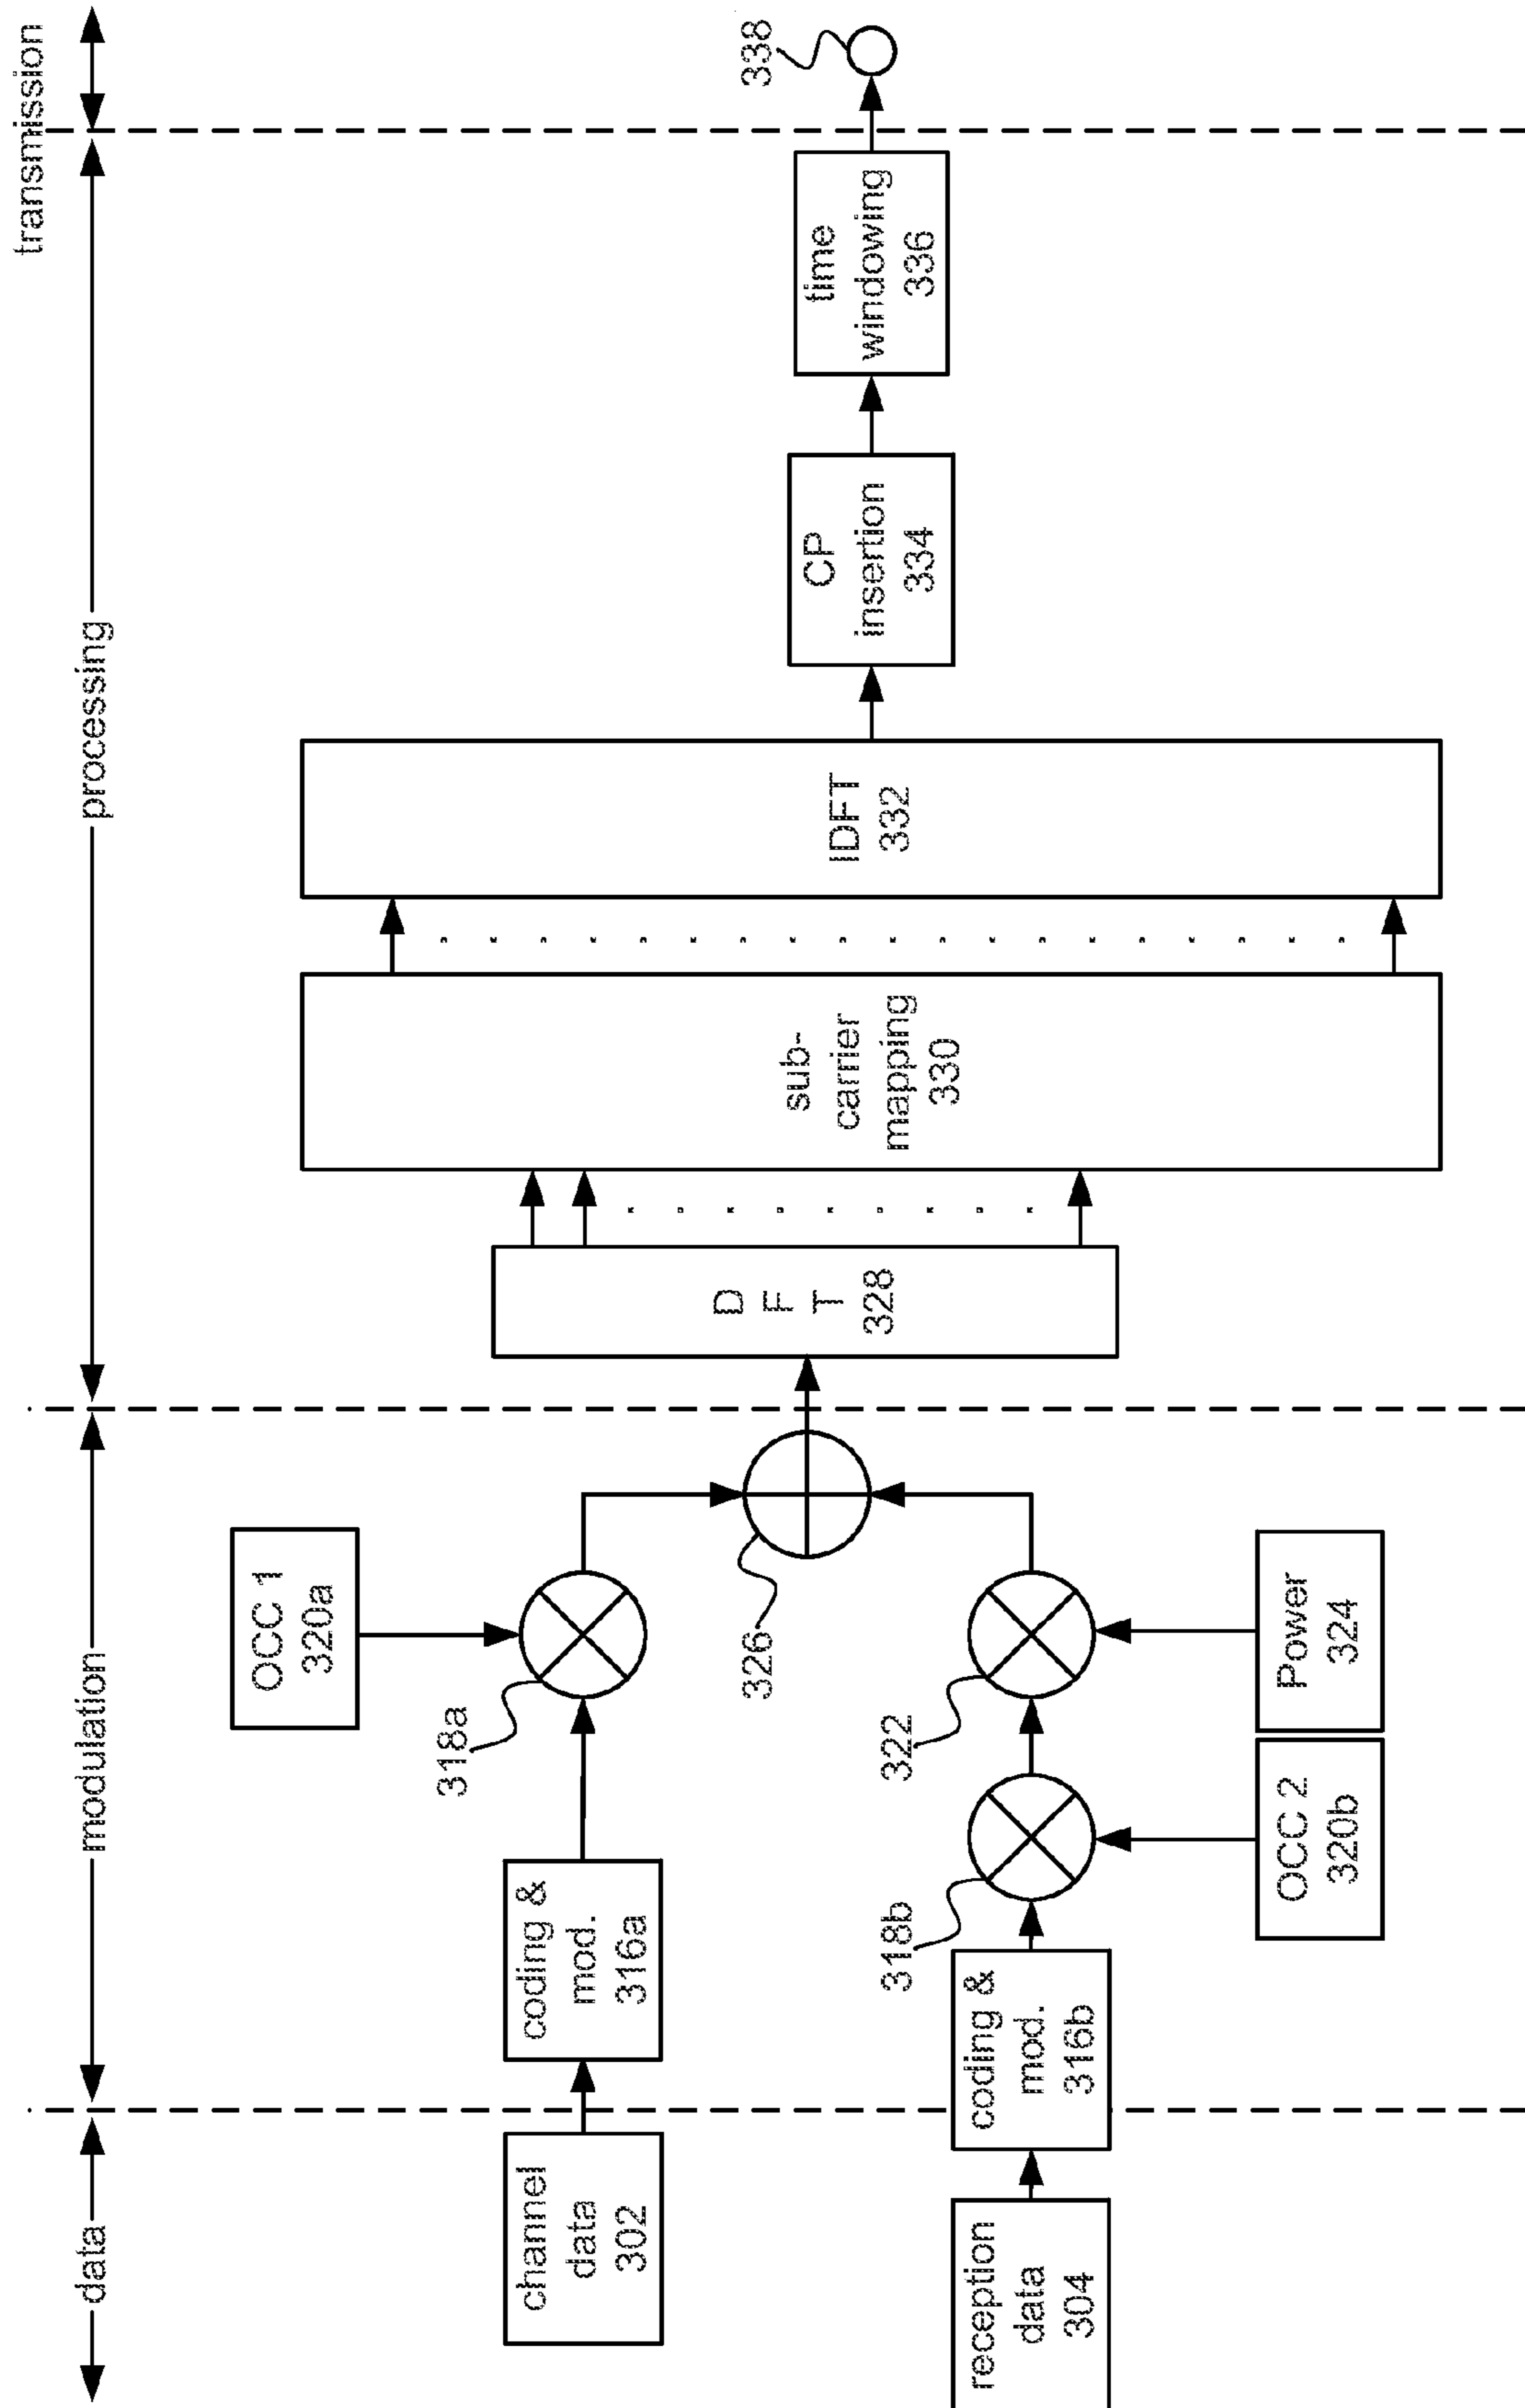 data
modulation
processing
transmission
channel
data
302
coding &
mod.
316a
318a
OCC 1
320a
reception
data
304
coding &
mod.
316b
318b
OCC 2
320b
322
Power
324
326
D
F
T
328
sub-
carrier
mapping
330
IDFT
332
CP
insertion
334
time
windowing
336
338